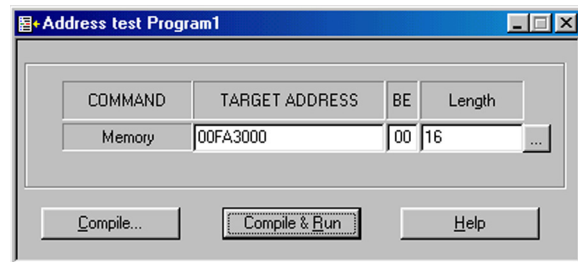 Address test Program1
COMMAND TARGET ADDRESS BE Length
Memory 00FA3000 00 16 ...
Compile... Compile & Run Help